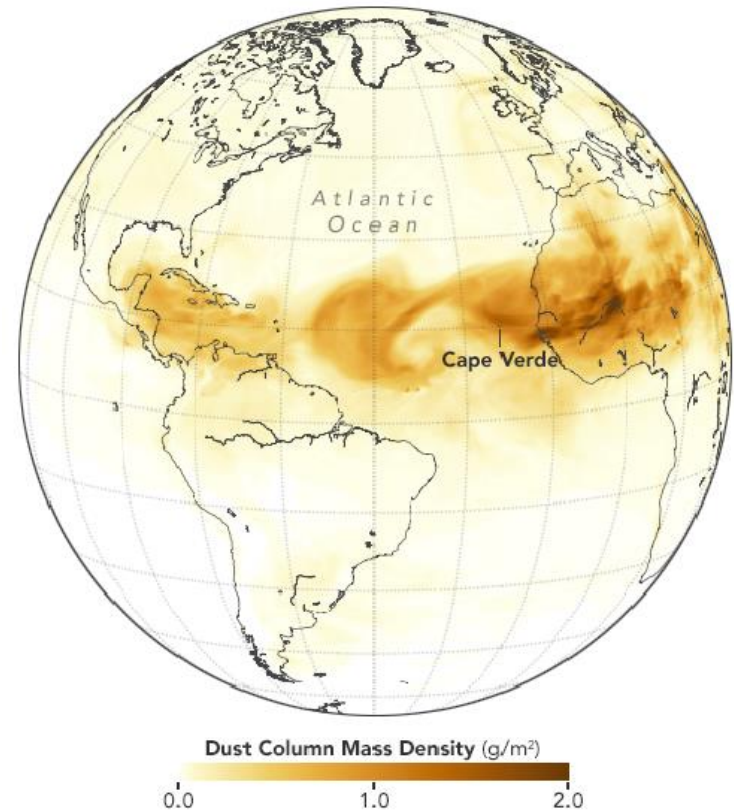 Atlantic
Ocean
Cape Verde
Dust Column Mass Density (g/m²)
0.0 1.0 2.0